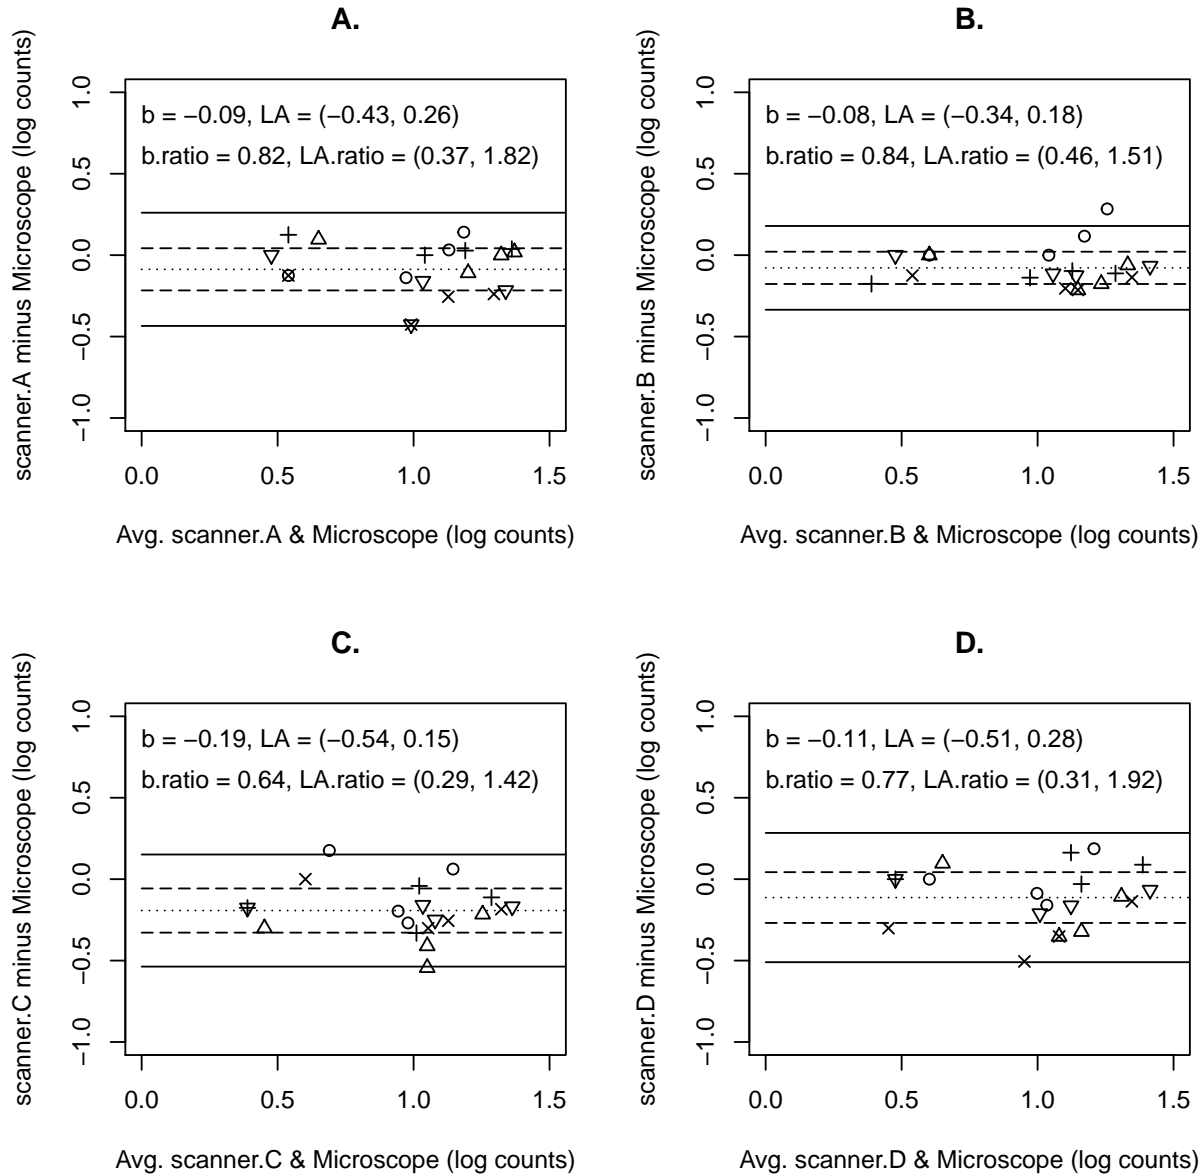 A.
scanner.A minus Microscope (log counts)
1.0
0.5
0.0
−0.5
−1.0
b = −0.09, LA = (−0.43, 0.26)
b.ratio = 0.82, LA.ratio = (0.37, 1.82)
0.0 0.5 1.0 1.5
Avg. scanner.A & Microscope (log counts)
B.
scanner.B minus Microscope (log counts)
1.0
0.5
0.0
−0.5
−1.0
b = −0.08, LA = (−0.34, 0.18)
b.ratio = 0.84, LA.ratio = (0.46, 1.51)
0.0 0.5 1.0 1.5
Avg. scanner.B & Microscope (log counts)
C.
scanner.C minus Microscope (log counts)
1.0
0.5
0.0
−0.5
−1.0
b = −0.19, LA = (−0.54, 0.15)
b.ratio = 0.64, LA.ratio = (0.29, 1.42)
0.0 0.5 1.0 1.5
Avg. scanner.C & Microscope (log counts)
D.
scanner.D minus Microscope (log counts)
1.0
0.5
0.0
−0.5
−1.0
b = −0.11, LA = (−0.51, 0.28)
b.ratio = 0.77, LA.ratio = (0.31, 1.92)
0.0 0.5 1.0 1.5
Avg. scanner.D & Microscope (log counts)